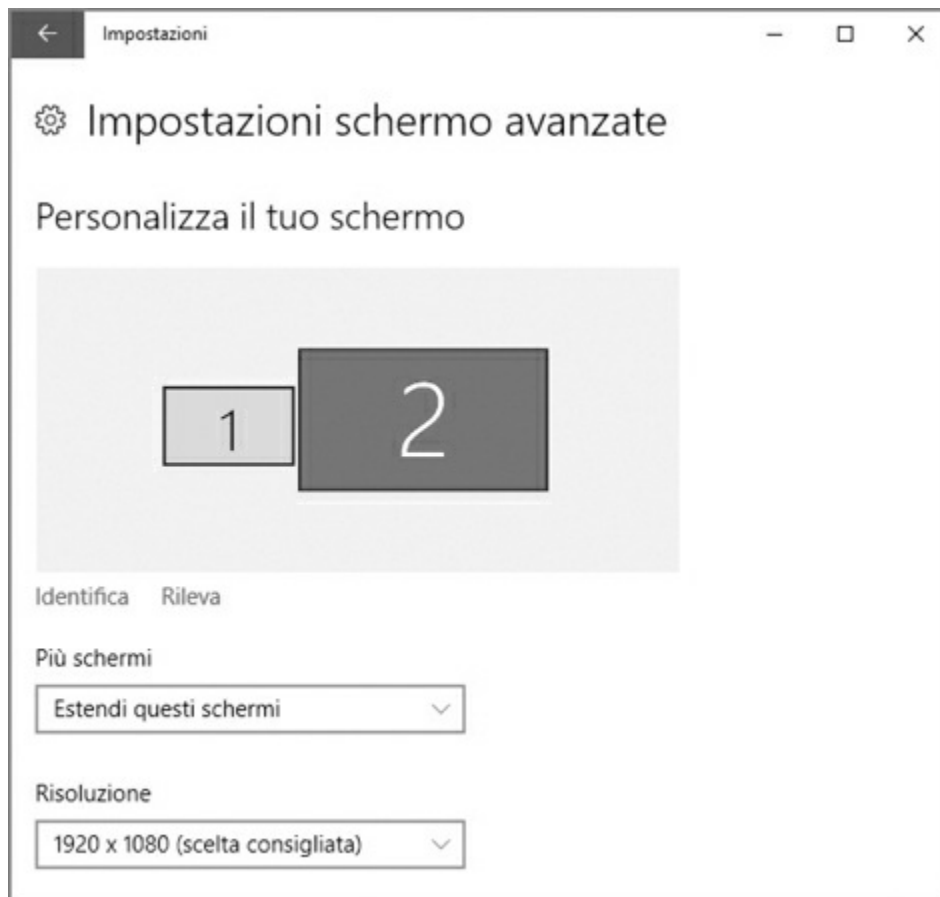 Impostazioni
Impostazioni schermo avanzate
Personalizza il tuo schermo
1
2
Identifica Rileva
Più schermi
Estendi questi schermi
Risoluzione
1920 x 1080 (scelta consigliata)